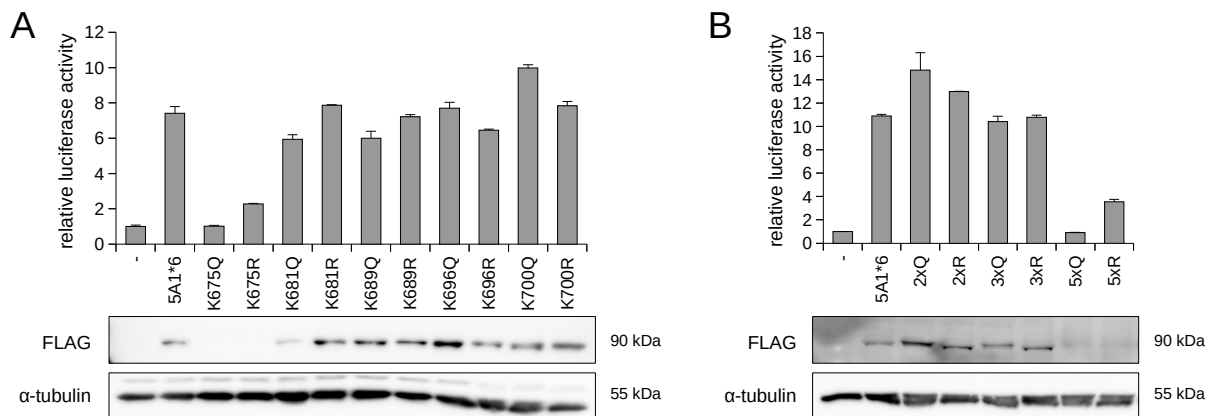 A
relative luciferase activity
12
10
8
6
4
2
0
-
5A1*6
K675Q
K675R
K681Q
K681R
K689Q
K689R
K696Q
K696R
K700Q
K700R
FLAG
90 kDa
α-tubulin
55 kDa
B
relative luciferase activity
18
16
14
12
10
8
6
4
2
0
-
5A1*6
2xQ
2xR
3xQ
3xR
5xQ
5xR
FLAG
90 kDa
α-tubulin
55 kDa